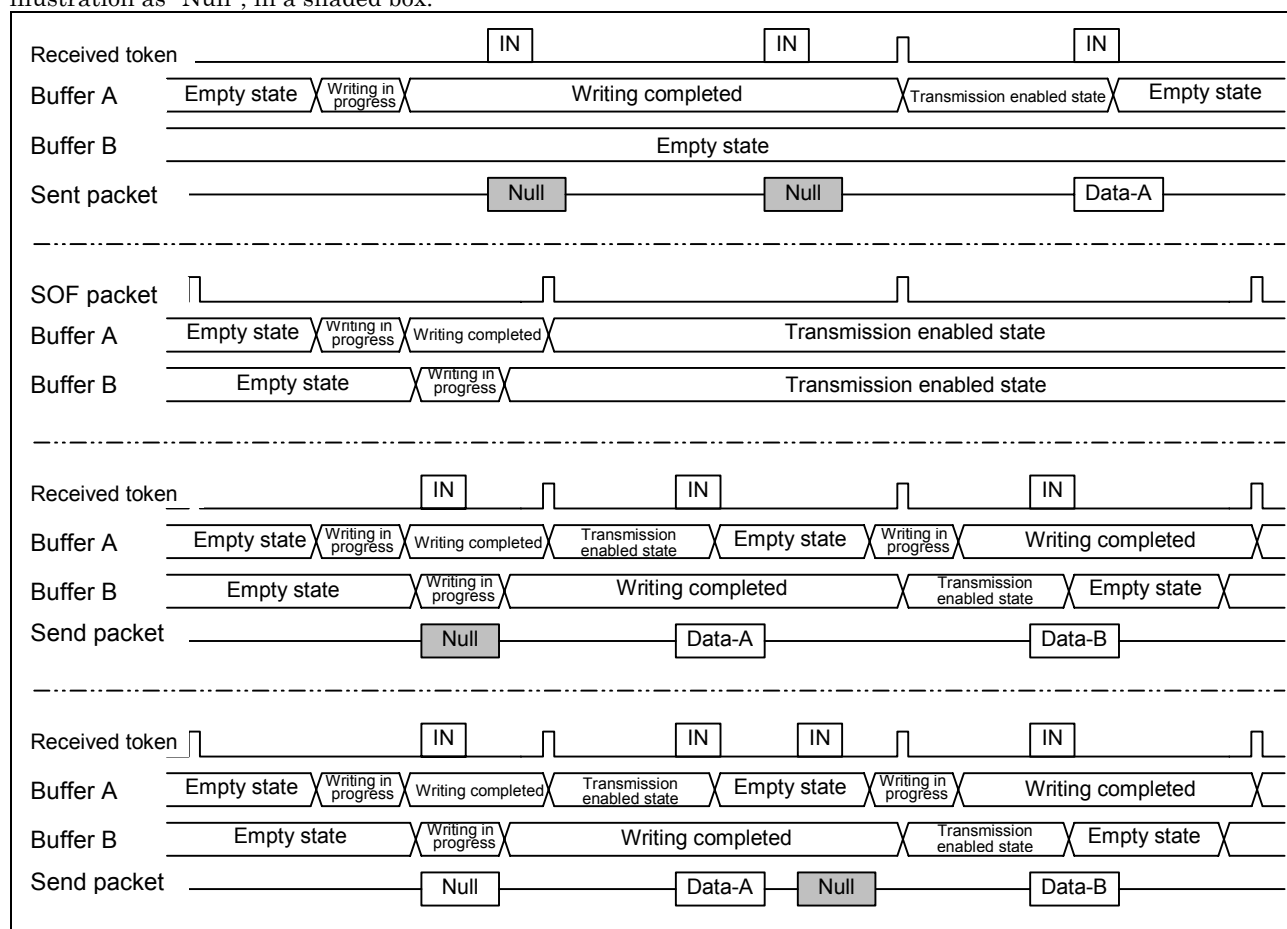 illustration as "Null", in a shaded box.
Received token IN IN IN
Buffer A Empty state Writing in progress Writing completed Transmission enabled state Empty state
Buffer B Empty state
Sent packet Null Null Data-A
SOF packet
Buffer A Empty state Writing in progress Writing completed Transmission enabled state
Buffer B Empty state Writing in progress Transmission enabled state
Received token IN IN IN
Buffer A Empty state Writing in progress Writing completed Transmission enabled state Empty state Writing in progress Writing completed
Buffer B Empty state Writing in progress Writing completed Transmission enabled state Empty state
Send packet Null Data-A Data-B
Received token IN IN IN IN
Buffer A Empty state Writing in progress Writing completed Transmission enabled state Empty state Writing in progress Writing completed
Buffer B Empty state Writing in progress Writing completed Transmission enabled state Empty state
Send packet Null Data-A Null Data-B